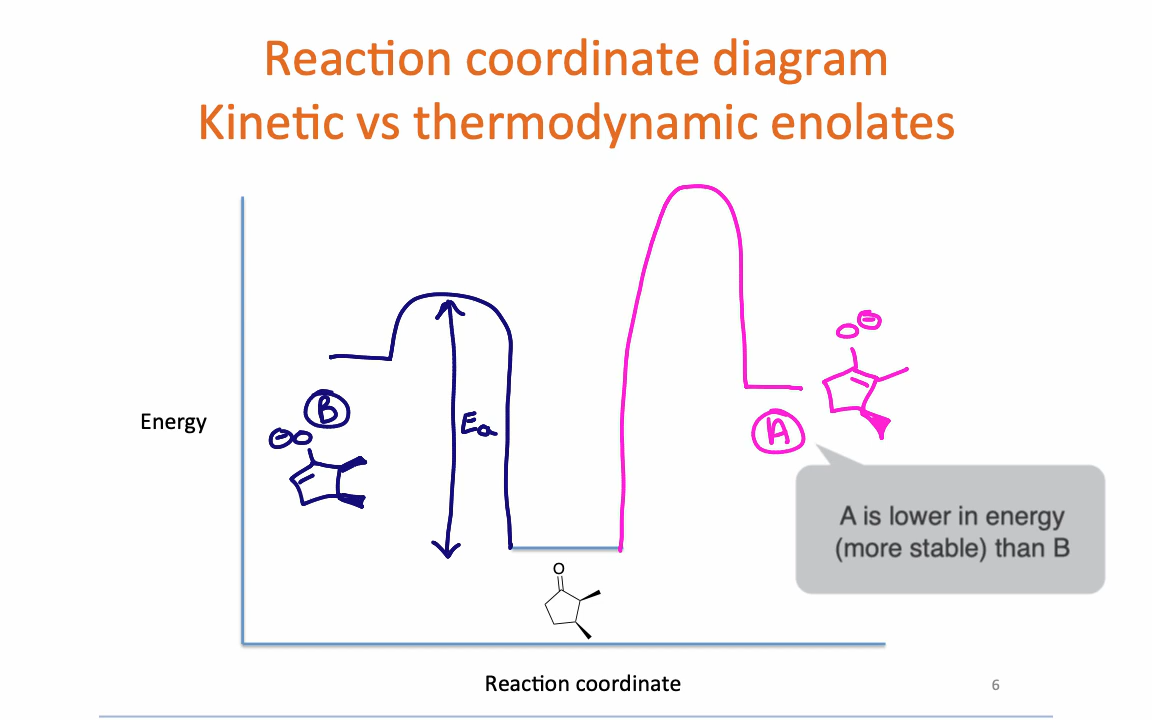 Reaction coordinate diagram
Kinetic vs thermodynamic enolates
Energy
B
⊖O
Ea
O⊖
A
A is lower in energy
(more stable) than B
O
Reaction coordinate
6